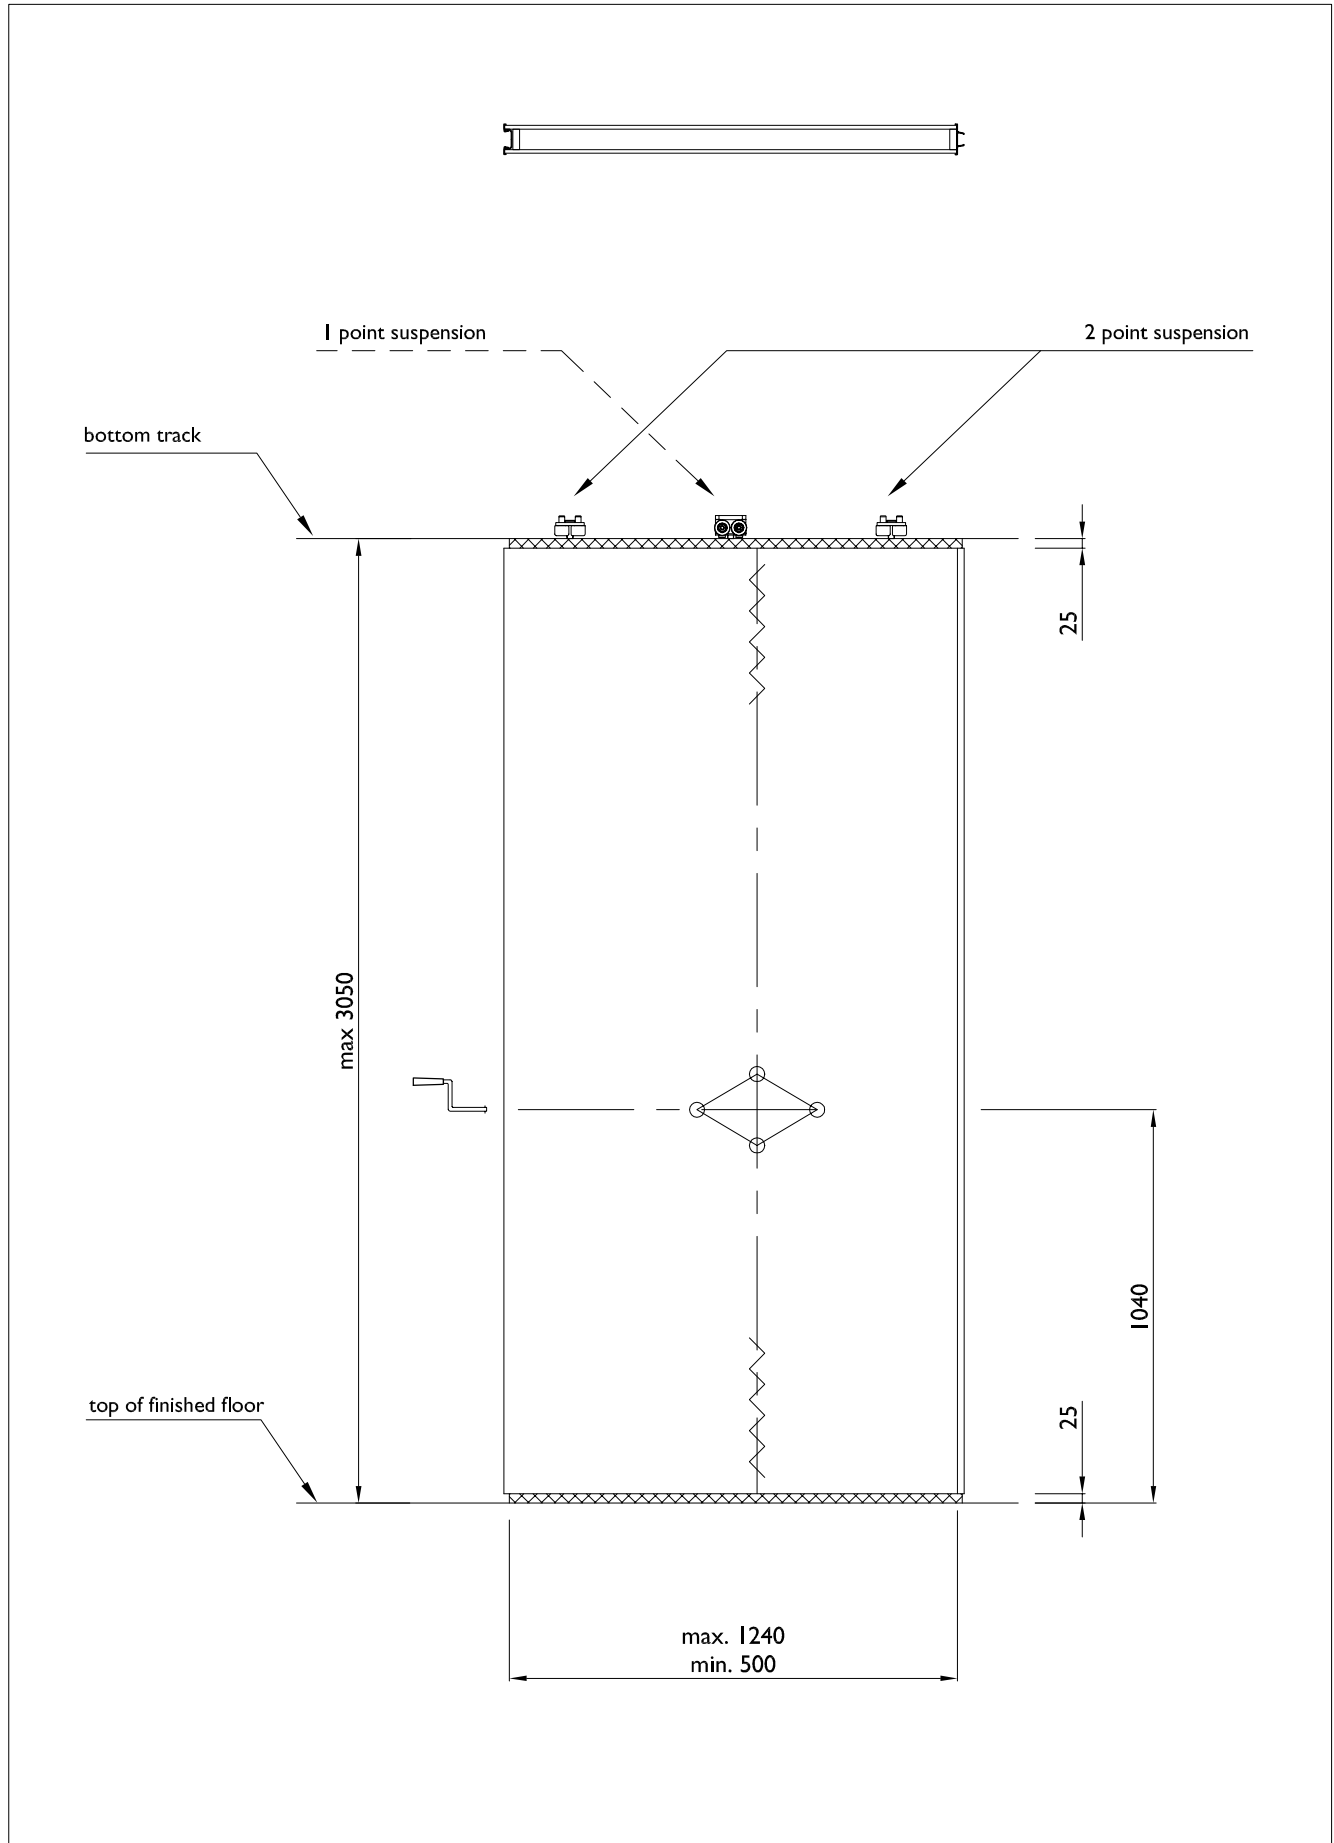 1 point suspension
2 point suspension
bottom track
25
max 3050
1040
top of finished floor
25
max. 1240
min. 500